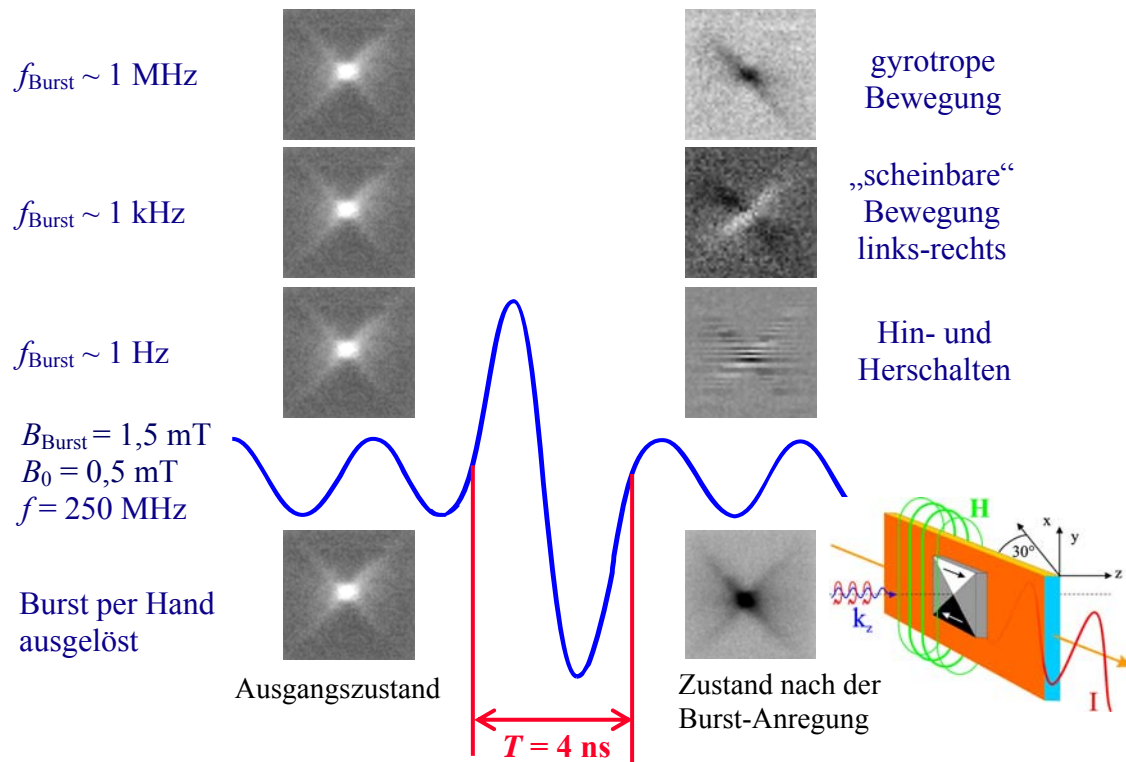 f_Burst ~ 1 MHz
gyrotrope
Bewegung
f_Burst ~ 1 kHz
„scheinbare“
Bewegung
links-rechts
f_Burst ~ 1 Hz
Hin- und
Herschalten
B_Burst = 1,5 mT
B_0 = 0,5 mT
f = 250 MHz
H
x
y
30°
z
k_z
I
Burst per Hand
ausgelöst
Ausgangszustand
Zustand nach der
Burst-Anregung
T = 4 ns